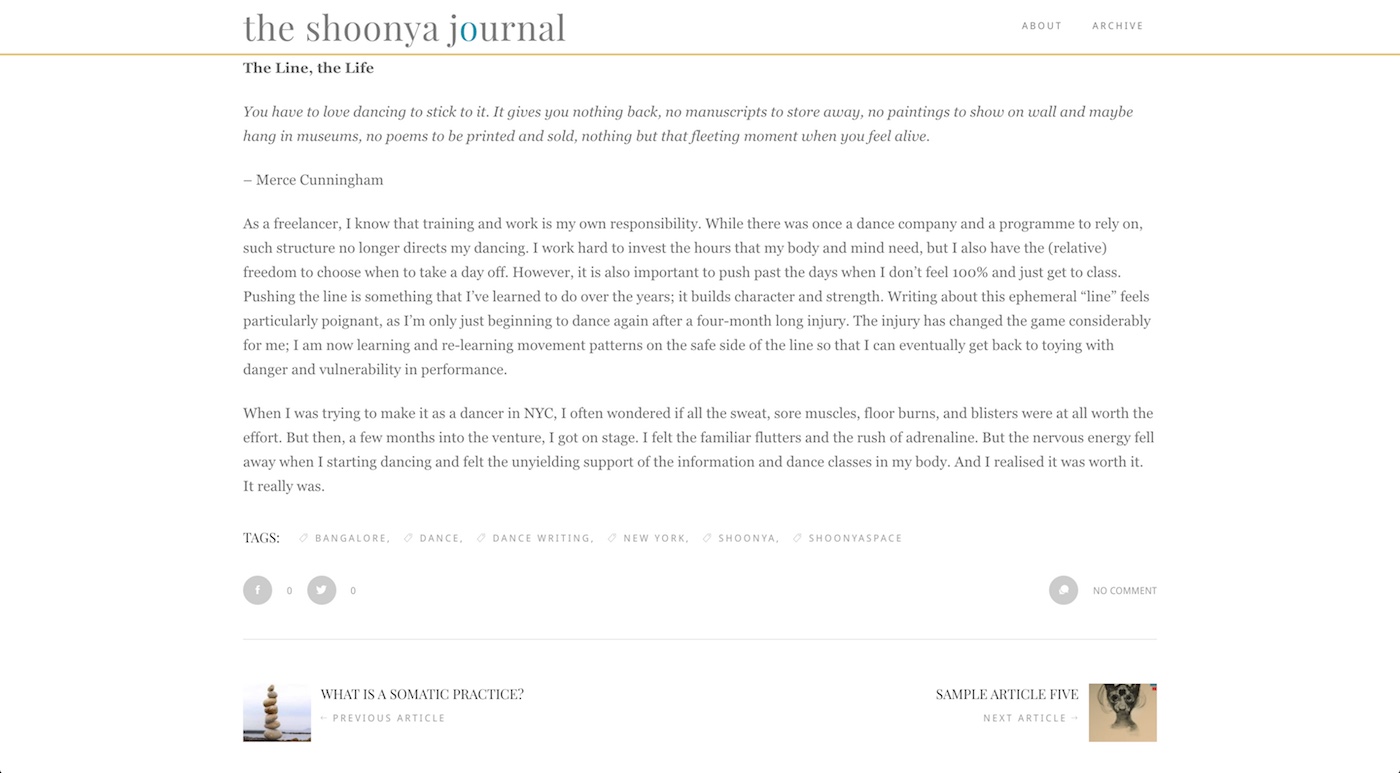 the shoonya journal
ABOUT ARCHIVE
The Line, the Life
You have to love dancing to stick to it. It gives you nothing back, no manuscripts to store away, no paintings to show on wall and maybe
hang in museums, no poems to be printed and sold, nothing but that fleeting moment when you feel alive.
– Merce Cunningham
As a freelancer, I know that training and work is my own responsibility. While there was once a dance company and a programme to rely on,
such structure no longer directs my dancing. I work hard to invest the hours that my body and mind need, but I also have the (relative)
freedom to choose when to take a day off. However, it is also important to push past the days when I don’t feel 100% and just get to class.
Pushing the line is something that I’ve learned to do over the years; it builds character and strength. Writing about this ephemeral “line” feels
particularly poignant, as I’m only just beginning to dance again after a four-month long injury. The injury has changed the game considerably
for me; I am now learning and re-learning movement patterns on the safe side of the line so that I can eventually get back to toying with
danger and vulnerability in performance.
When I was trying to make it as a dancer in NYC, I often wondered if all the sweat, sore muscles, floor burns, and blisters were at all worth the
effort. But then, a few months into the venture, I got on stage. I felt the familiar flutters and the rush of adrenaline. But the nervous energy fell
away when I starting dancing and felt the unyielding support of the information and dance classes in my body. And I realised it was worth it.
It really was.
TAGS: BANGALORE, DANCE, DANCE WRITING, NEW YORK, SHOONYA, SHOONYASPACE
0 0 NO COMMENT
WHAT IS A SOMATIC PRACTICE?
← PREVIOUS ARTICLE
SAMPLE ARTICLE FIVE
NEXT ARTICLE →